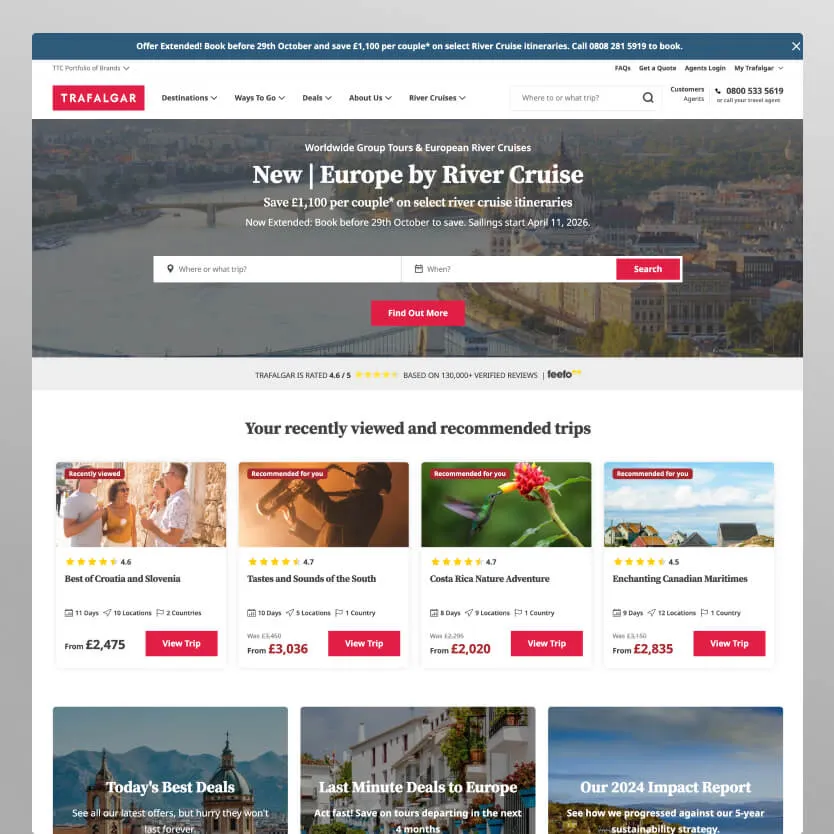 Offer Extended! Book before 29th October and save £1,100 per couple* on select River Cruise itineraries. Call 0808 281 5919 to book.
TTC Portfolio of Brands
FAQs Get a Quote Agents Login My Trafalgar
TRAFALGAR
Destinations Ways To Go Deals About Us River Cruises
Where to or what trip?
Customers
Agents
0800 533 5619
or call your travel agent
Worldwide Group Tours & European River Cruises
New | Europe by River Cruise
Save £1,100 per couple* on select river cruise itineraries
Now Extended: Book before 29th October to save. Sailings start April 11, 2026.
Where or what trip? When? Search
Find Out More
TRAFALGAR IS RATED 4.6 / 5 BASED ON 130,000+ VERIFIED REVIEWS | feefo
Your recently viewed and recommended trips
Recently viewed
4.6
Best of Croatia and Slovenia
11 Days 10 Locations 2 Countries
From £2,475 View Trip
Recommended for you
4.7
Tastes and Sounds of the South
10 Days 5 Locations 1 Country
Was £3,450
From £3,036 View Trip
Recommended for you
4.7
Costa Rica Nature Adventure
8 Days 9 Locations 1 Country
Was £2,295
From £2,020 View Trip
Recommended for you
4.5
Enchanting Canadian Maritimes
9 Days 12 Locations 1 Country
Was £3,150
From £2,835 View Trip
Today's Best Deals
See all our latest offers, but hurry they won't
last forever.
Last Minute Deals to Europe
Act fast! Save on tours departing in the next
4 months
Our 2024 Impact Report
See how we progressed against our 5-year
sustainability strategy.